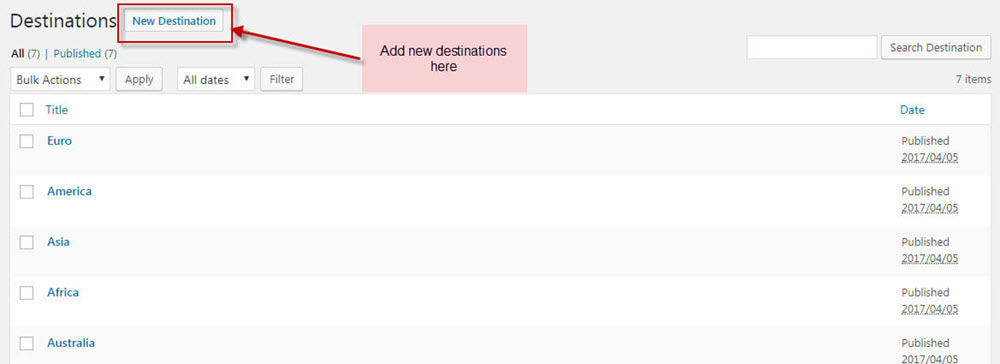 Destinations New Destination
Add new destinations
here
All (7) | Published (7)
Search Destination
Bulk Actions Apply All dates Filter
7 items
Title Date
Euro Published
2017/04/05
America Published
2017/04/05
Asia Published
2017/04/05
Africa Published
2017/04/05
Australia Published
2017/04/05